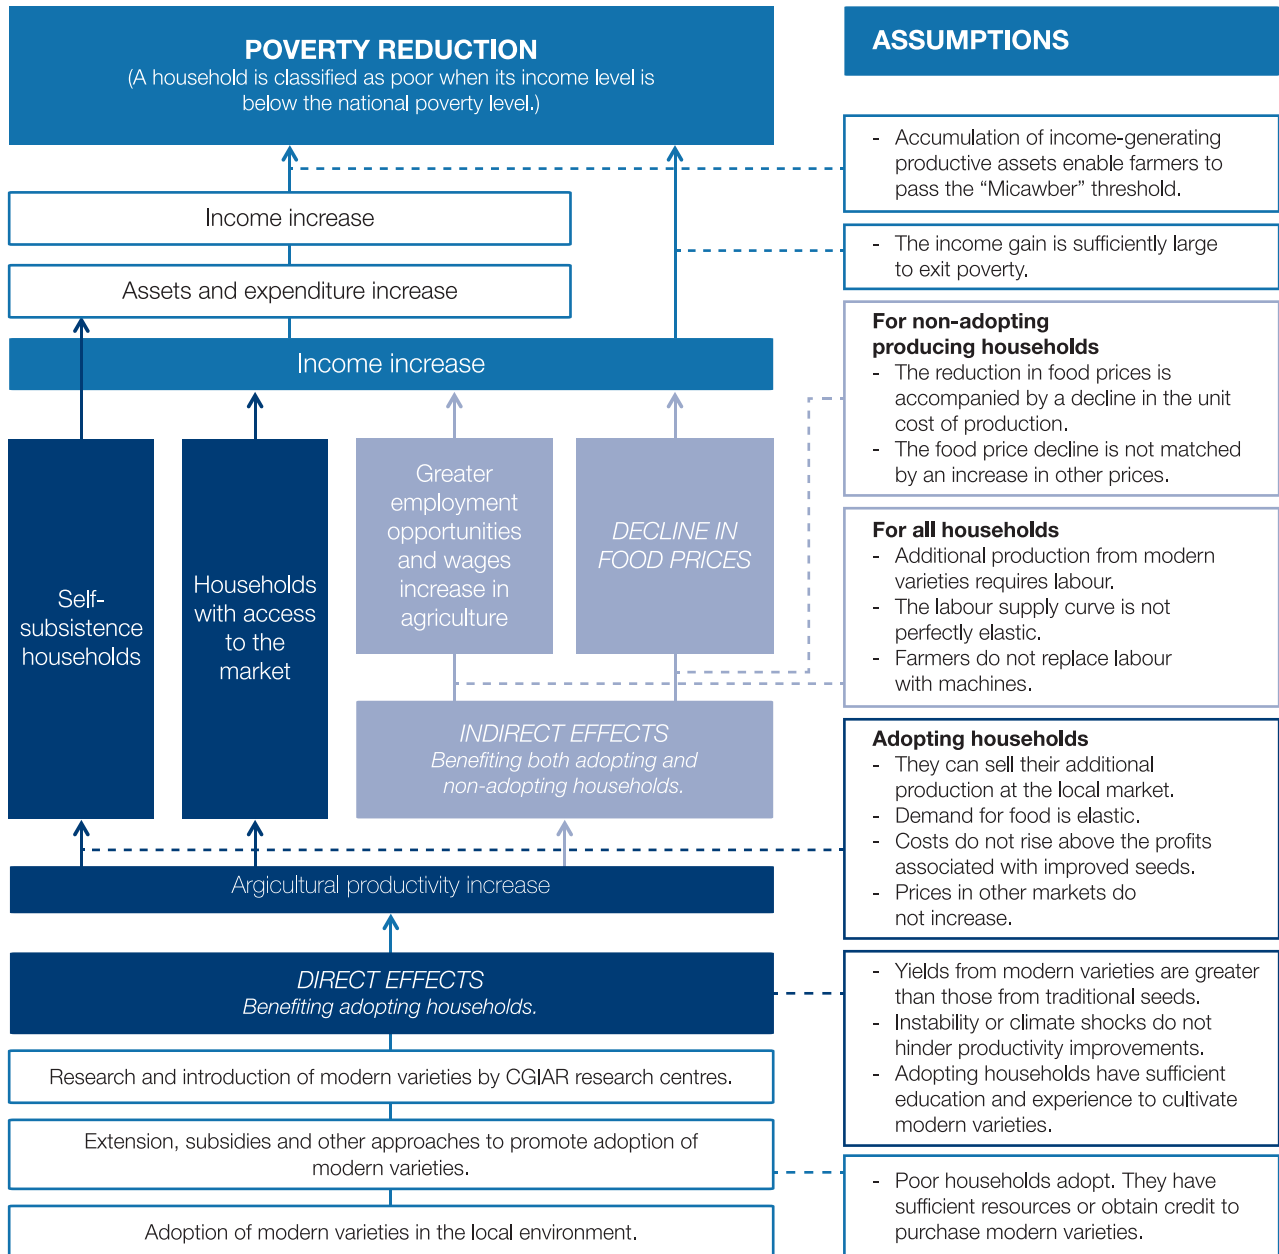 POVERTY REDUCTION
(A household is classified as poor when its income level is
below the national poverty level.)
Income increase
Assets and expenditure increase
Income increase
Self-
subsistence
households
Households
with access
to the
market
Greater
employment
opportunities
and wages
increase in
agriculture
DECLINE IN
FOOD PRICES
INDIRECT EFFECTS
Benefiting both adopting and
non-adopting households.
Argicultural productivity increase
DIRECT EFFECTS
Benefiting adopting households.
Research and introduction of modern varieties by CGIAR research centres.
Extension, subsidies and other approaches to promote adoption of
modern varieties.
Adoption of modern varieties in the local environment.
ASSUMPTIONS
- Accumulation of income-generating
productive assets enable farmers to
pass the “Micawber” threshold.
- The income gain is sufficiently large
to exit poverty.
For non-adopting
producing households
- The reduction in food prices is
accompanied by a decline in the unit
cost of production.
- The food price decline is not matched
by an increase in other prices.
For all households
- Additional production from modern
varieties requires labour.
- The labour supply curve is not
perfectly elastic.
- Farmers do not replace labour
with machines.
Adopting households
- They can sell their additional
production at the local market.
- Demand for food is elastic.
- Costs do not rise above the profits
associated with improved seeds.
- Prices in other markets do
not increase.
- Yields from modern varieties are greater
than those from traditional seeds.
- Instability or climate shocks do not
hinder productivity improvements.
- Adopting households have sufficient
education and experience to cultivate
modern varieties.
- Poor households adopt. They have
sufficient resources or obtain credit to
purchase modern varieties.